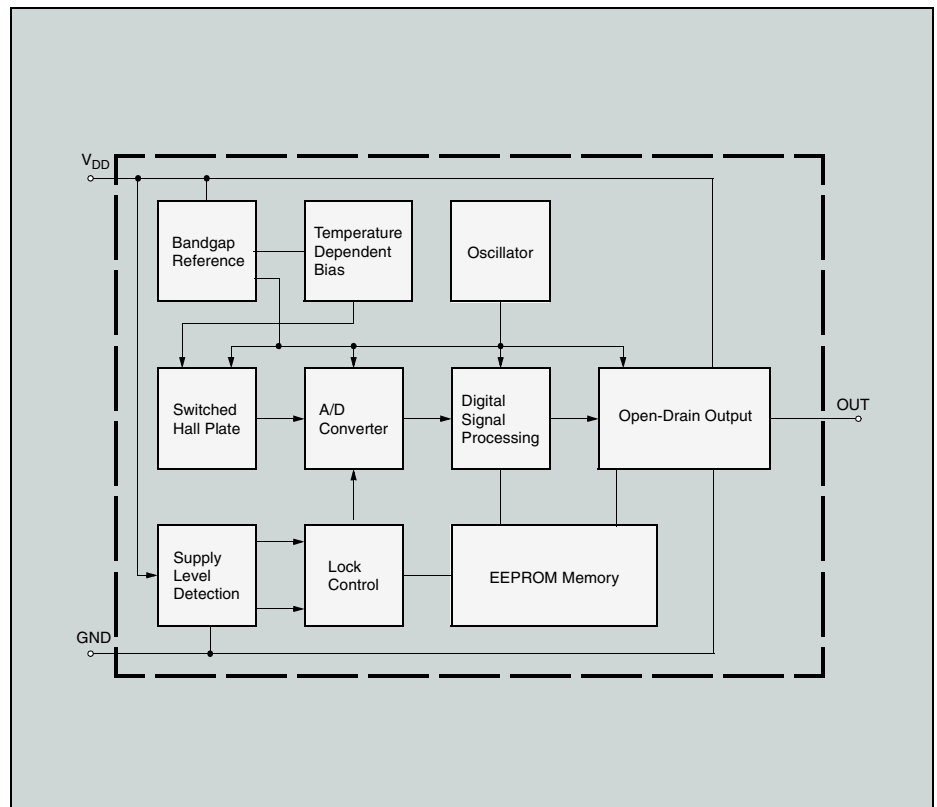 VDD
Bandgap
Reference
Temperature
Dependent
Bias
Oscillator
Switched
Hall Plate
A/D
Converter
Digital
Signal
Processing
Open-Drain Output
OUT
Supply
Level
Detection
Lock
Control
EEPROM Memory
GND